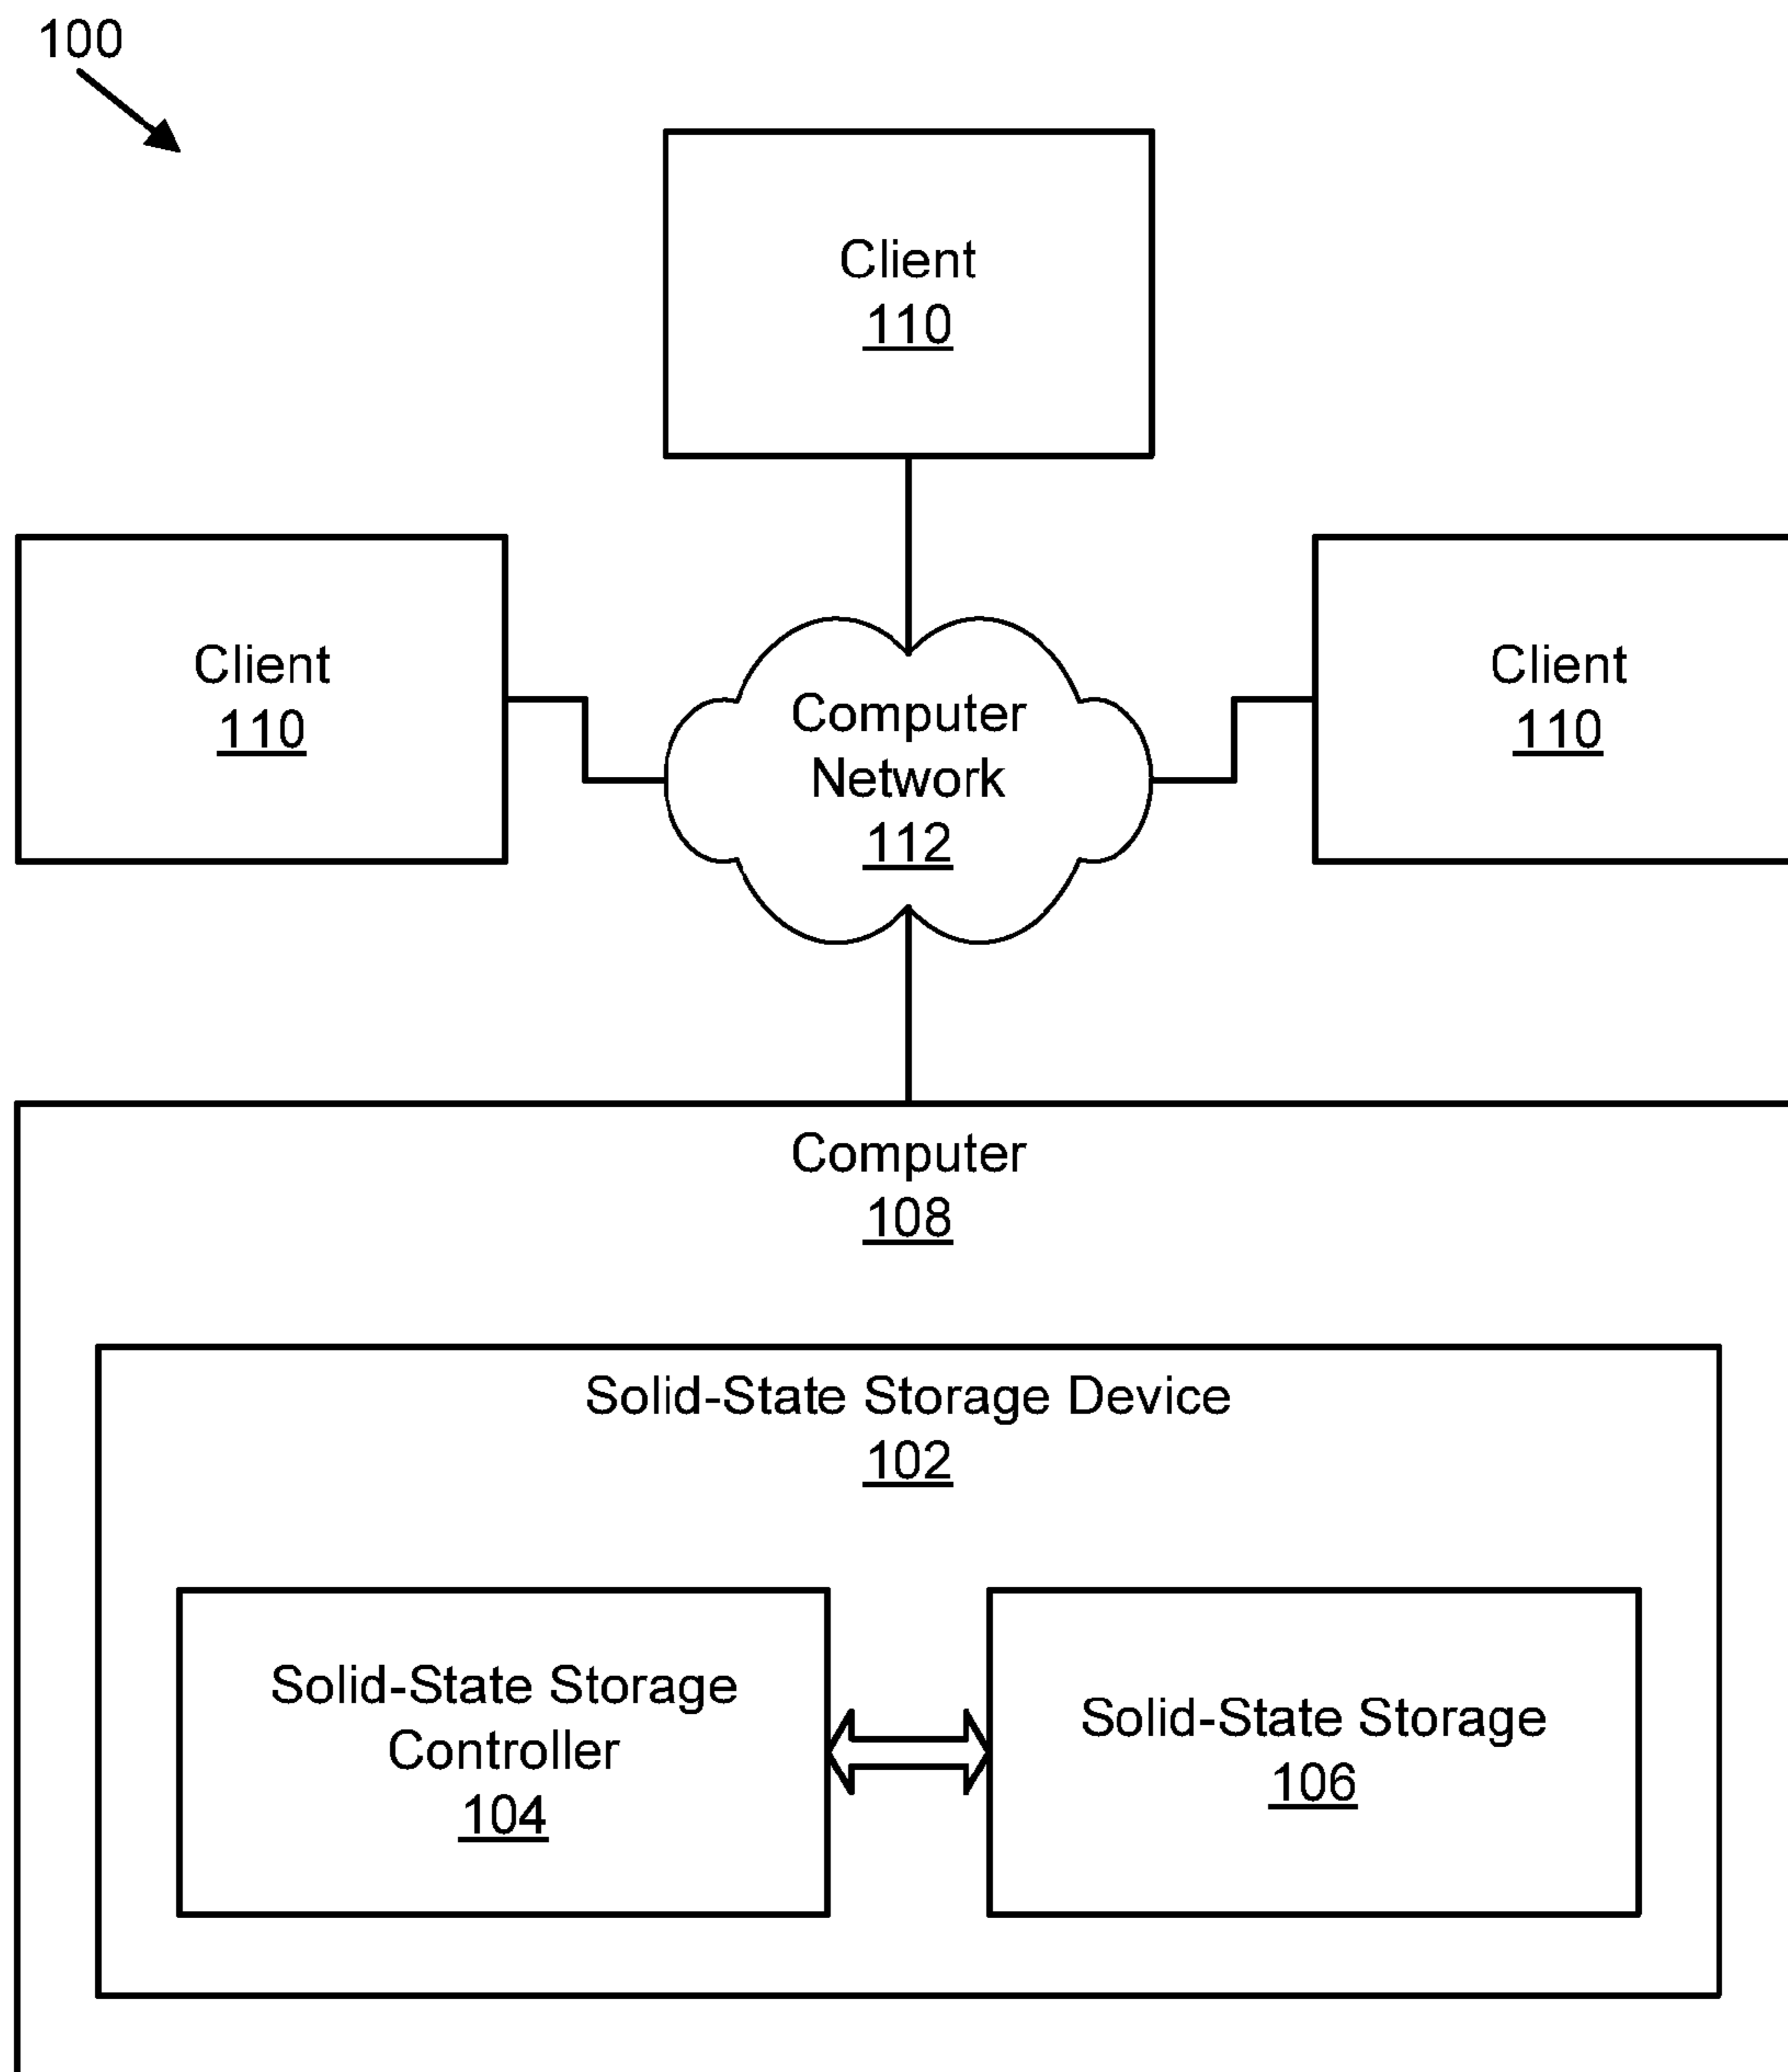 100
Client
110
Client
110
Client
110
Computer
Network
112
Computer
108
Solid-State Storage Device
102
Solid-State Storage
Controller
104
Solid-State Storage
106